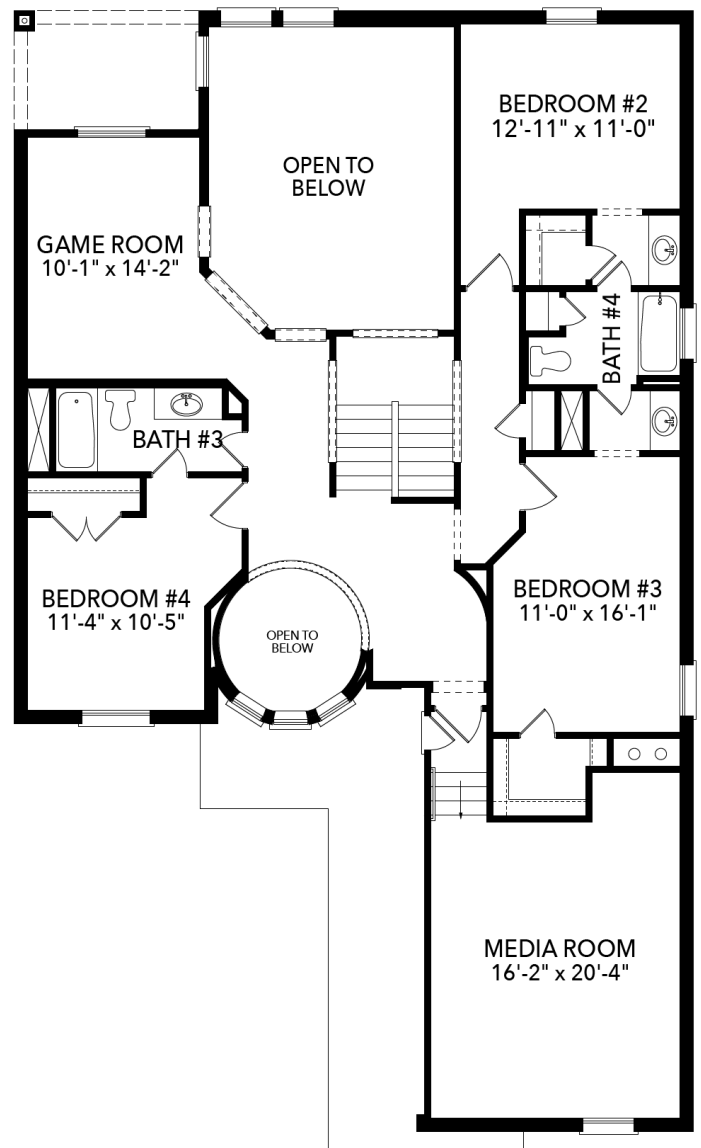 BEDROOM #2
12'-11" x 11'-0"
OPEN TO
BELOW
GAME ROOM
10'-1" x 14'-2"
BATH #4
BATH #3
BEDROOM #4
11'-4" x 10'-5"
BEDROOM #3
11'-0" x 16'-1"
OPEN TO
BELOW
MEDIA ROOM
16'-2" x 20'-4"